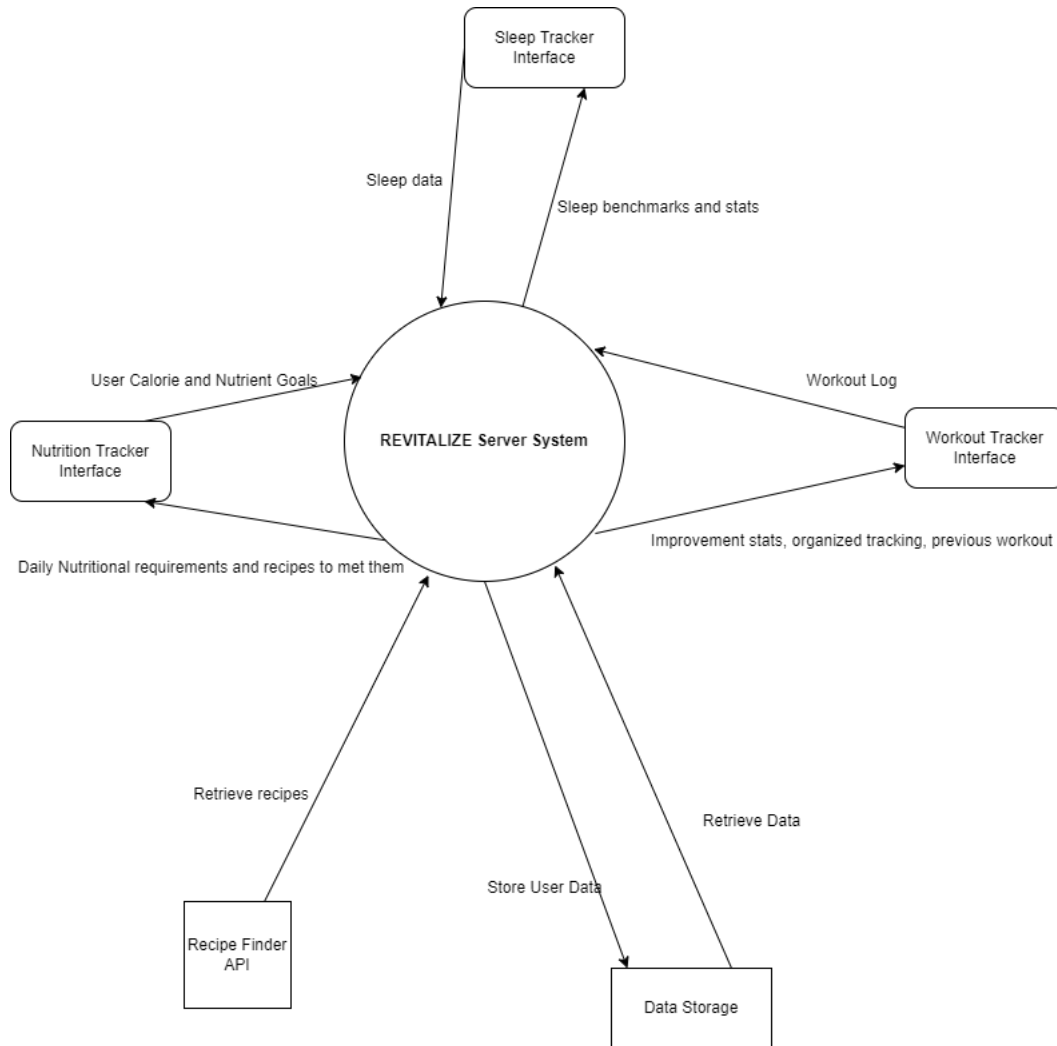 Sleep Tracker
Interface
Sleep data
Sleep benchmarks and stats
User Calorie and Nutrient Goals
Workout Log
Nutrition Tracker
Interface
REVITALIZE Server System
Workout Tracker
Interface
Daily Nutritional requirements and recipes to met them
Improvement stats, organized tracking, previous workout
Retrieve recipes
Retrieve Data
Store User Data
Recipe Finder
API
Data Storage